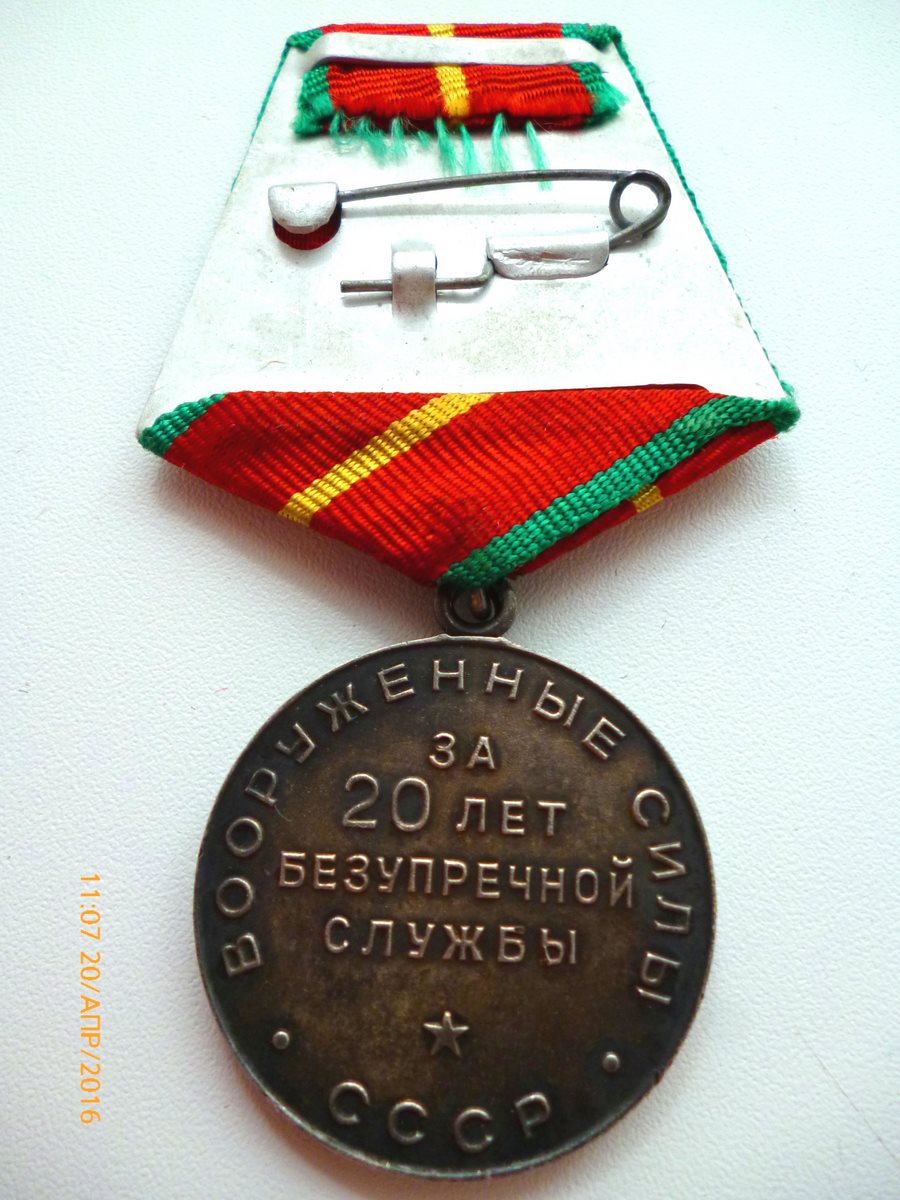 ВООРУЖЕННЫЕ СИЛЫ
ЗА
20 ЛЕТ
БЕЗУПРЕЧНОЙ
СЛУЖБЫ
СССР
11:07 20/АПР/2016